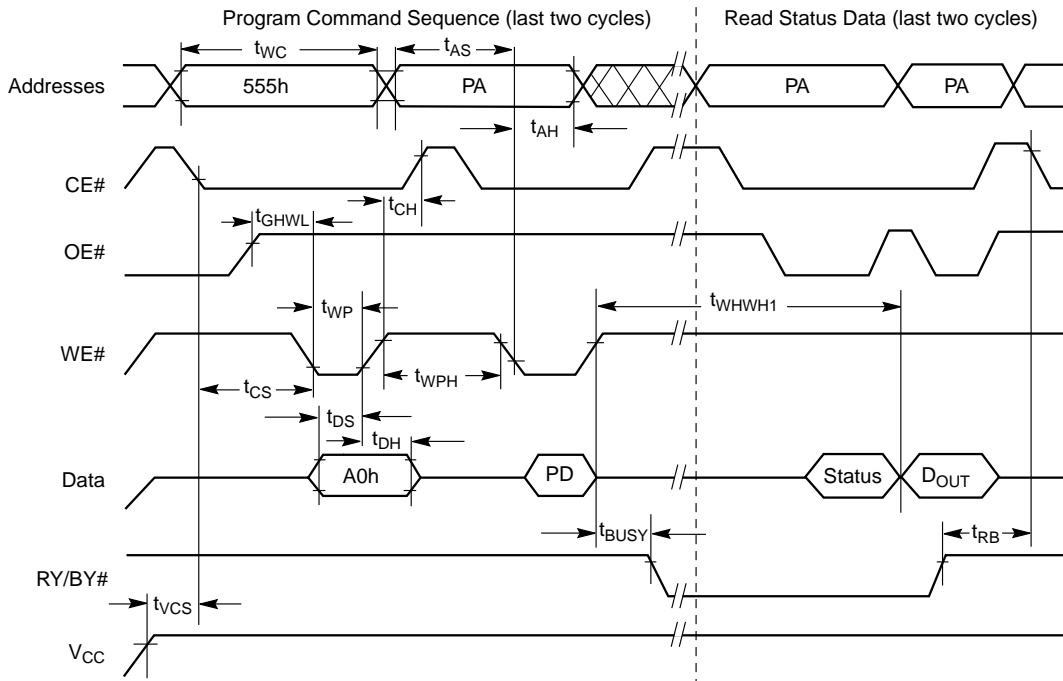 Program Command Sequence (last two cycles)
Read Status Data (last two cycles)
tWC
tAS
Addresses
555h
PA
PA
PA
tAH
CE#
tCH
tGHWL
OE#
tWP
tWHWH1
WE#
tCS
tWPH
tDS
tDH
Data
A0h
PD
Status
DOUT
tBUSY
tRB
RY/BY#
tVCS
VCC